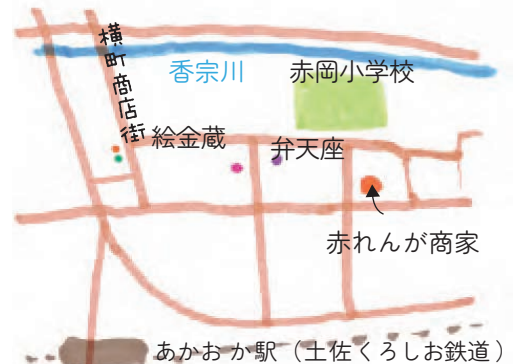 横町商店街
香宗川
赤岡小学校
絵金蔵
弁天座
赤れんが商家
あかおか駅（土佐くろしお鉄道）